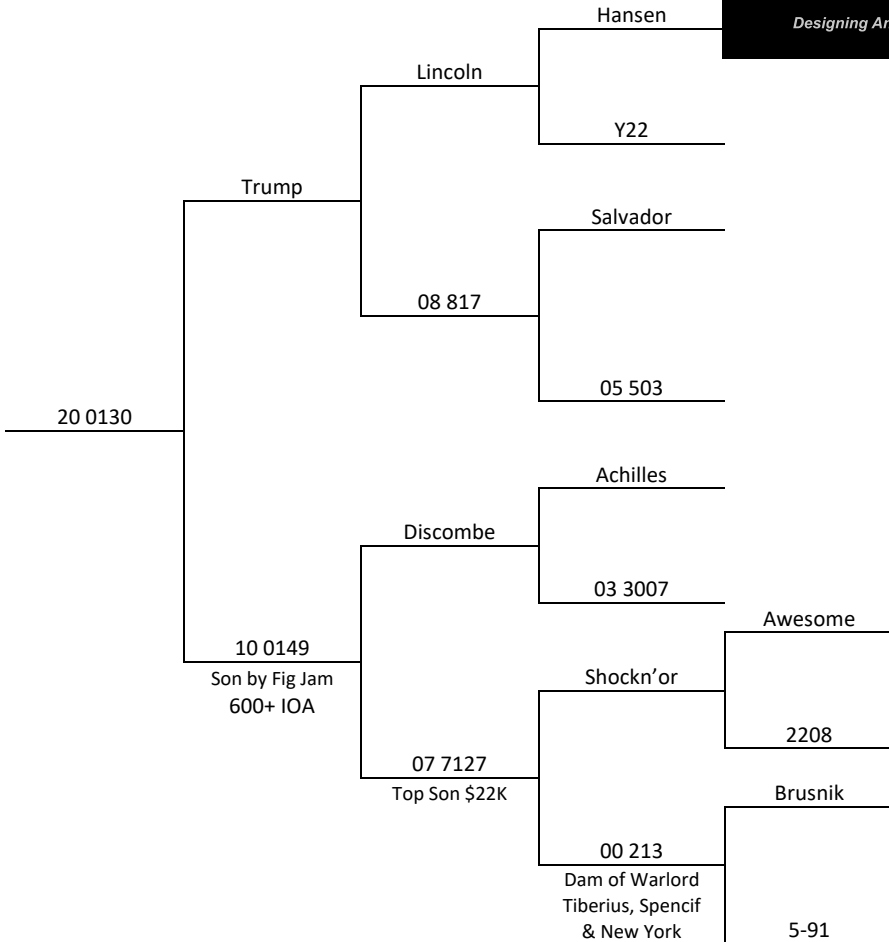 Hansen
Designing
Lincoln
Y22
Trump
Salvador
08 817
05 503
20 0130
Achilles
Discombe
03 3007
Awesome
10 0149
Son by Fig Jam
600+ IOA
Shockn’or
2208
07 7127
Top Son $22K
Brusnik
00 213
Dam of Warlord
Tiberius, Spencif
& New York
5-91